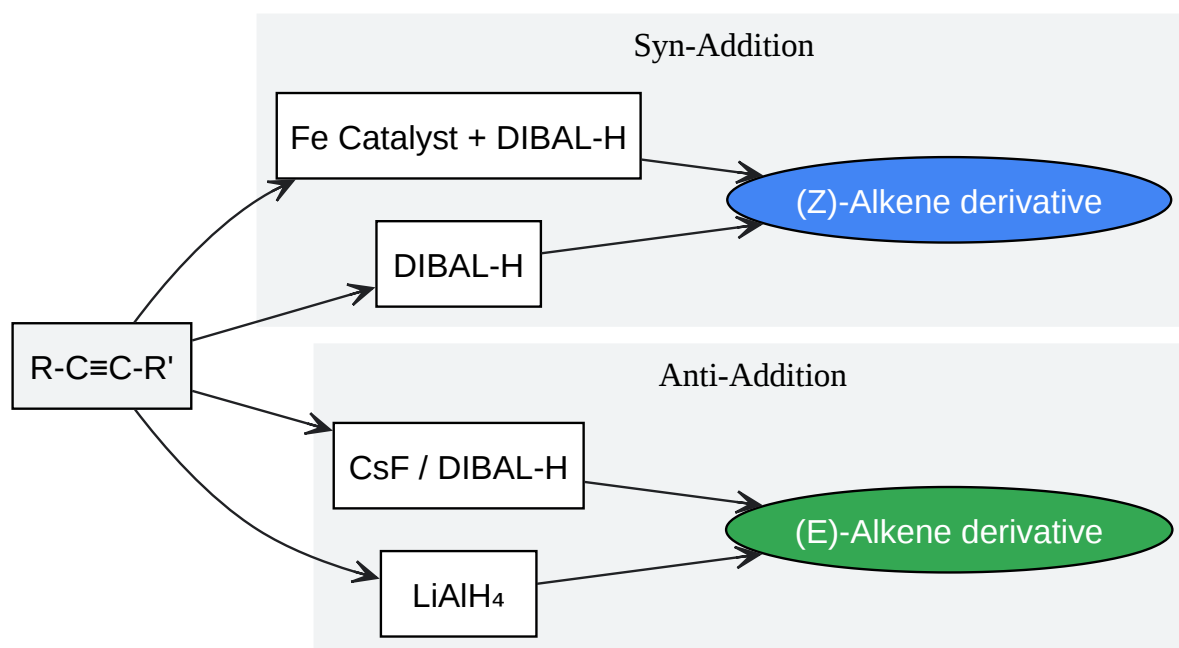 Syn-Addition
Fe Catalyst + DIBAL-H
(Z)-Alkene derivative
DIBAL-H
R-C≡C-R'
Anti-Addition
CsF / DIBAL-H
(E)-Alkene derivative
LiAlH₄